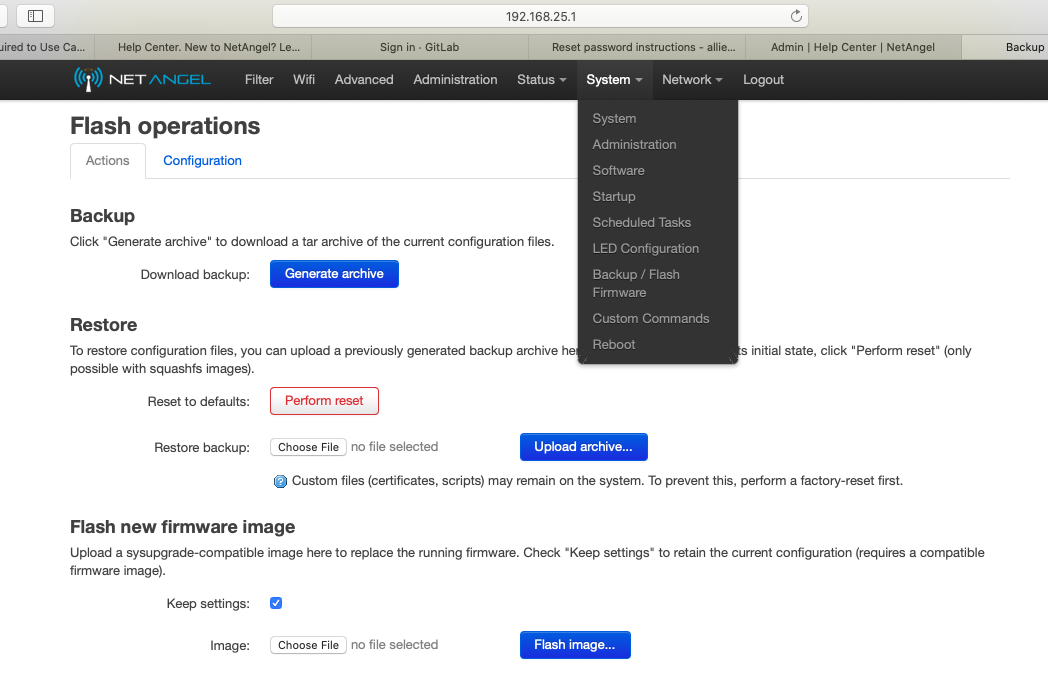 192.168.25.1
uired to Use Ca...
Help Center. New to NetAngel? Le...
Sign in · GitLab
Reset password instructions - allie...
Admin | Help Center | NetAngel
Backup
NETANGEL
Filter
Wifi
Advanced
Administration
Status
System
Network
Logout
System
Administration
Software
Startup
Scheduled Tasks
LED Configuration
Backup / Flash
Firmware
Custom Commands
Reboot
Flash operations
Actions
Configuration
Backup
Click "Generate archive" to download a tar archive of the current configuration files.
Download backup:
Generate archive
Restore
To restore configuration files, you can upload a previously generated backup archive her ts initial state, click "Perform reset" (only
possible with squashfs images).
Reset to defaults:
Perform reset
Restore backup:
Choose File
no file selected
Upload archive...
Custom files (certificates, scripts) may remain on the system. To prevent this, perform a factory-reset first.
Flash new firmware image
Upload a sysupgrade-compatible image here to replace the running firmware. Check "Keep settings" to retain the current configuration (requires a compatible
firmware image).
Keep settings:
Image:
Choose File
no file selected
Flash image...